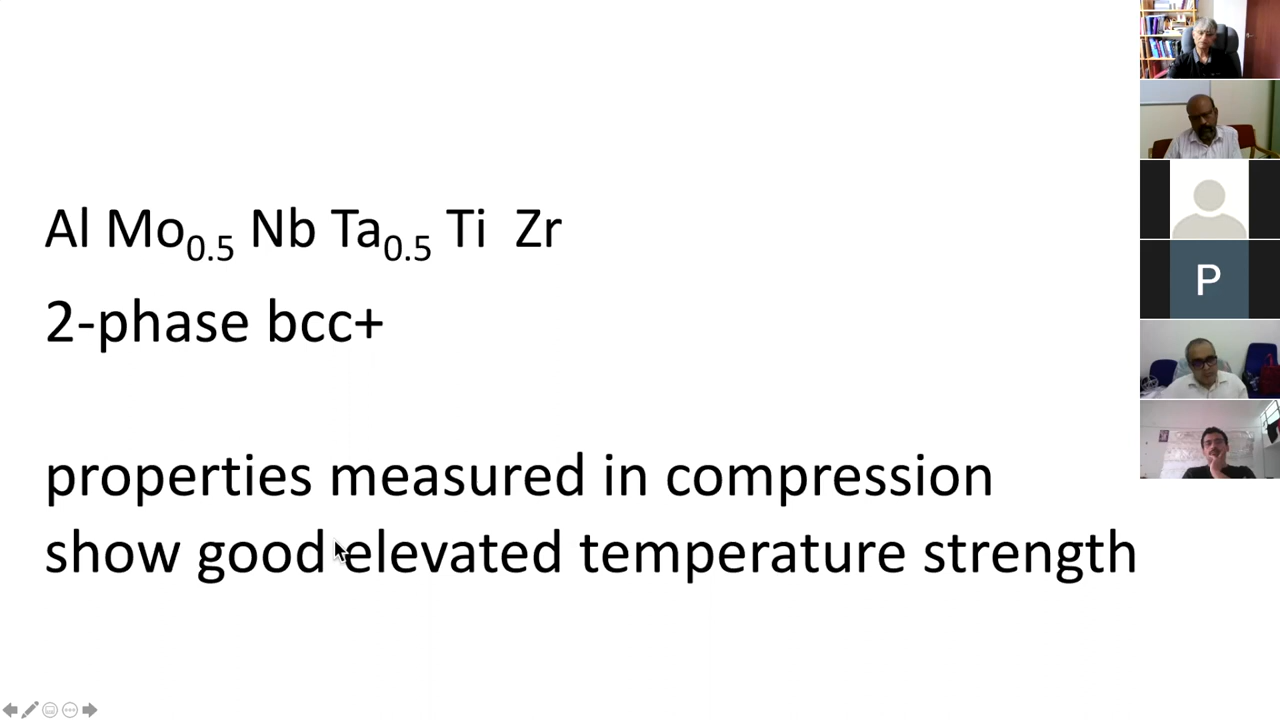 Al Mo0.5 Nb Ta0.5 Ti Zr
2-phase bcc+
properties measured in compression
show good elevated temperature strength
P